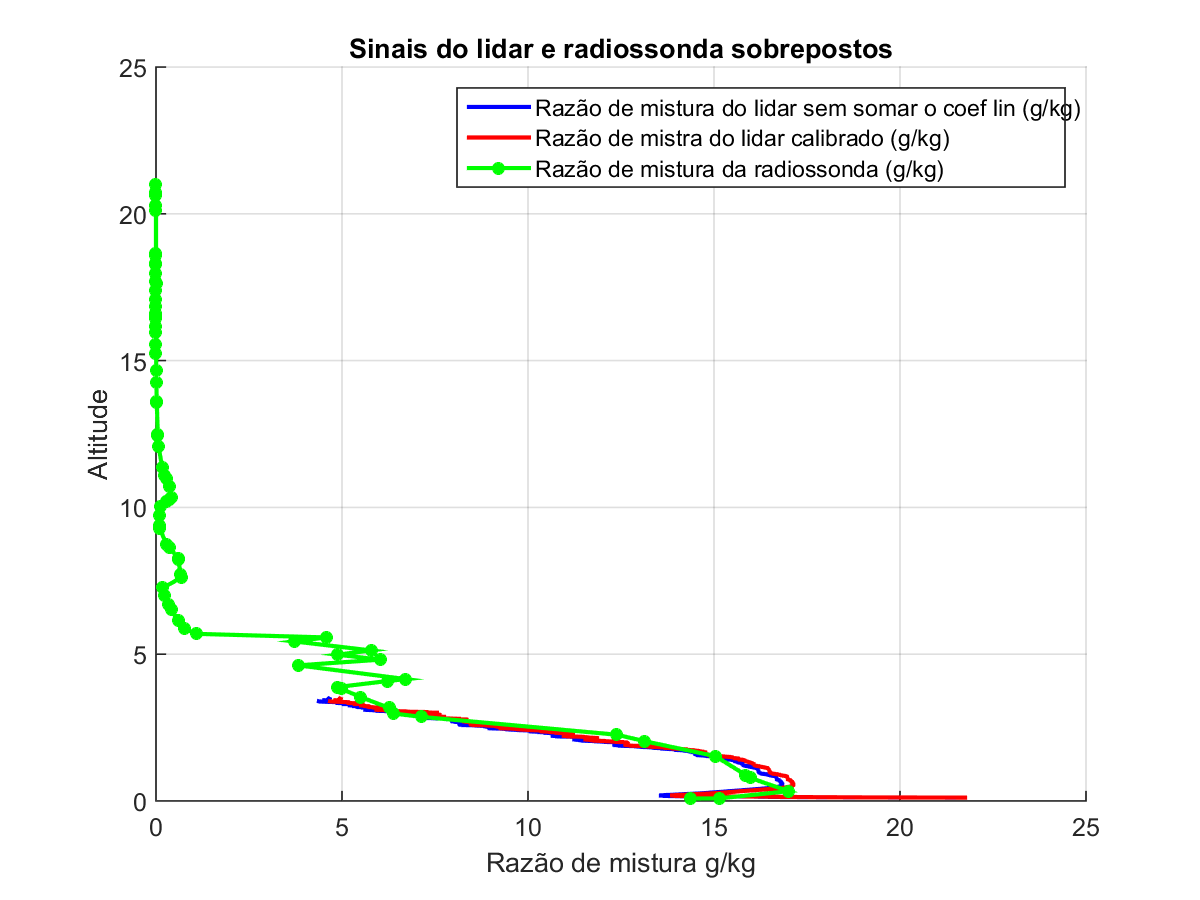 Sinais do lidar e radiossonda sobrepostos
25
Razão de mistura do lidar sem somar o coef lin (g/kg)
Razão de mistra do lidar calibrado (g/kg)
Razão de mistura da radiossonda (g/kg)
20
15
10
5
0
Altitude
0 5 10 15 20 25
Razão de mistura g/kg